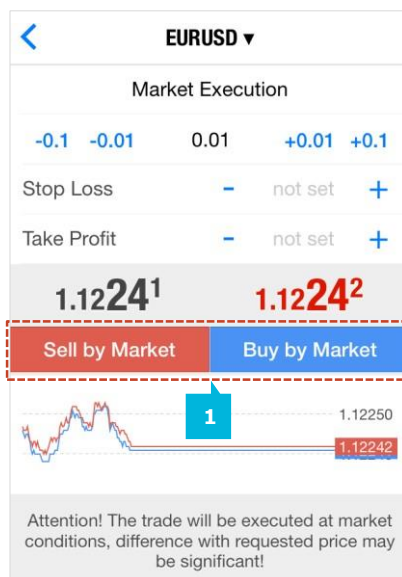 EURUSD ▾
Market Execution
-0.1 -0.01 0.01 +0.01 +0.1
Stop Loss - not set +
Take Profit - not set +
1.12241 1.12242
Sell by Market Buy by Market
1
1.12250
1.12242
Attention! The trade will be executed at market
conditions, difference with requested price may
be significant!